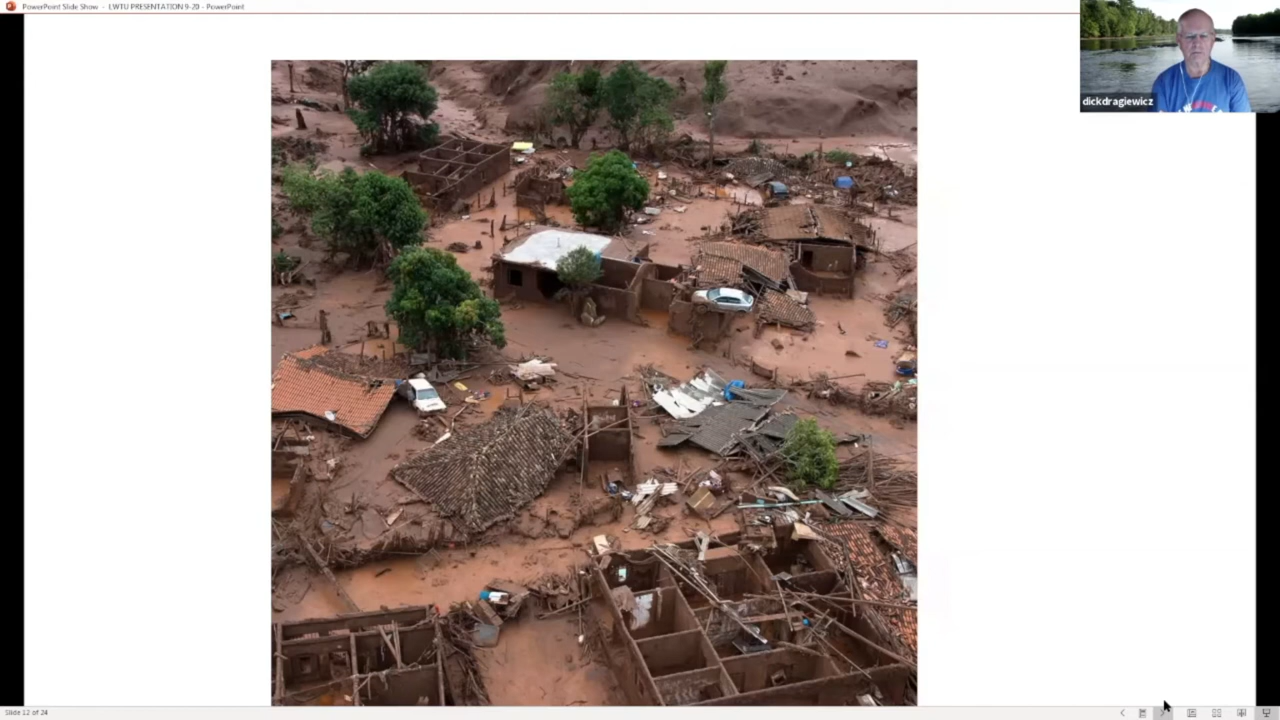 PowerPoint Slide Show - LWTU PRESENTATION 9-20 - PowerPoint
dickdragiewicz
Slide 12 of 24